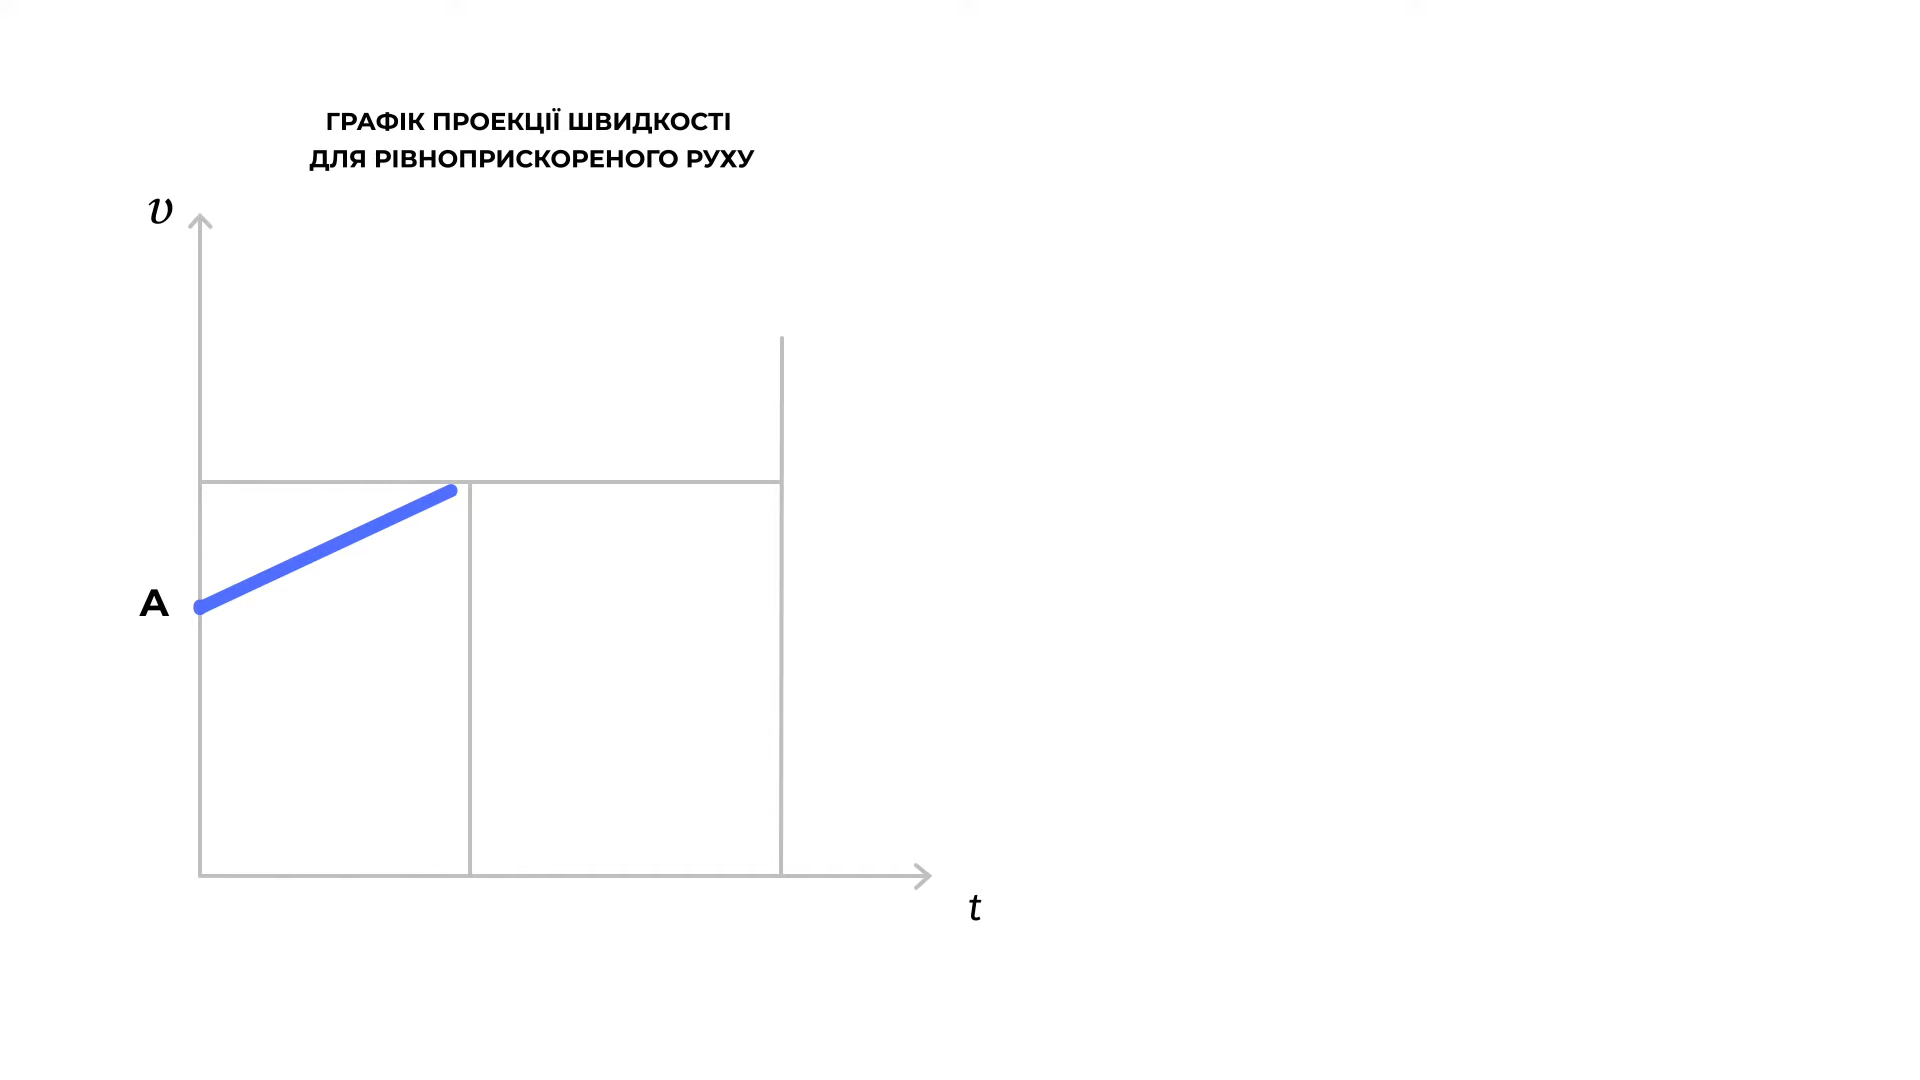 ГРАФІК ПРОЕКЦІЇ ШВИДКОСТІ
ДЛЯ РІВНОПРИСКОРЕНОГО РУХУ
υ
A
t